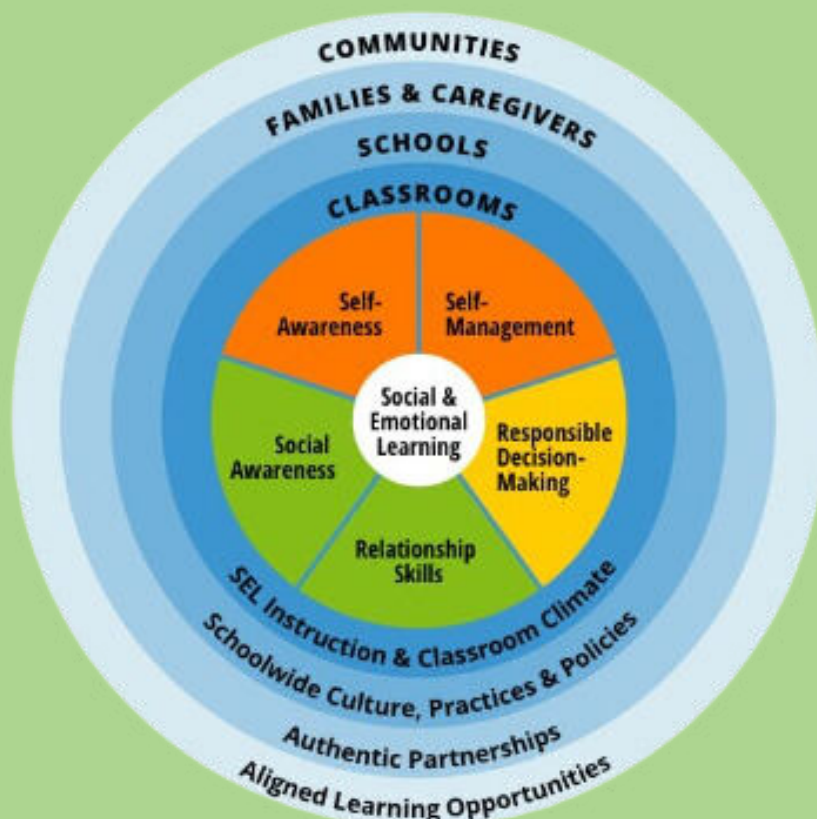 COMMUNITIES
FAMILIES & CAREGIVERS
SCHOOLS
CLASSROOMS
Self-
Awareness
Self-
Management
Social &
Emotional
Learning
Social
Awareness
Responsible
Decision-
Making
Relationship
Skills
SEL Instruction & Classroom Climate
Schoolwide Culture, Practices & Policies
Authentic Partnerships
Aligned Learning Opportunities